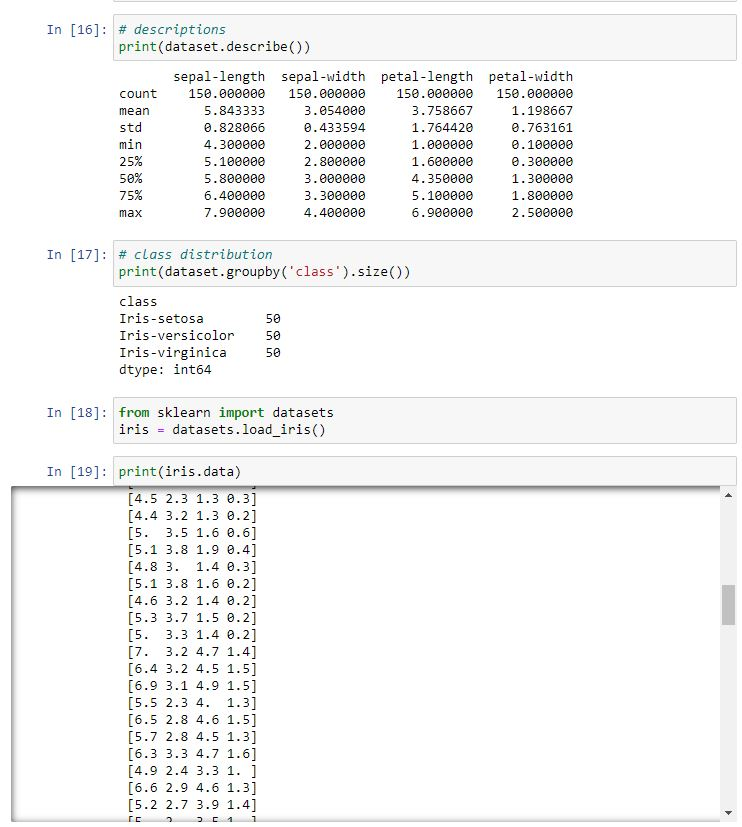 In [16]: # descriptions
print(dataset.describe())
sepal-length sepal-width petal-length petal-width
count 150.000000 150.000000 150.000000 150.000000
mean 5.843333 3.054000 3.758667 1.198667
std 0.828066 0.433594 1.764420 0.763161
min 4.300000 2.000000 1.000000 0.100000
25% 5.100000 2.800000 1.600000 0.300000
50% 5.800000 3.000000 4.350000 1.300000
75% 6.400000 3.300000 5.100000 1.800000
max 7.900000 4.400000 6.900000 2.500000
In [17]: # class distribution
print(dataset.groupby('class').size())
class
Iris-setosa 50
Iris-versicolor 50
Iris-virginica 50
dtype: int64
In [18]: from sklearn import datasets
iris = datasets.load_iris()
In [19]: print(iris.data)
[4.5 2.3 1.3 0.3]
[4.4 3.2 1.3 0.2]
[5.  3.5 1.6 0.6]
[5.1 3.8 1.9 0.4]
[4.8 3.  1.4 0.3]
[5.1 3.8 1.6 0.2]
[4.6 3.2 1.4 0.2]
[5.3 3.7 1.5 0.2]
[5.  3.3 1.4 0.2]
[7.  3.2 4.7 1.4]
[6.4 3.2 4.5 1.5]
[6.9 3.1 4.9 1.5]
[5.5 2.3 4.  1.3]
[6.5 2.8 4.6 1.5]
[5.7 2.8 4.5 1.3]
[6.3 3.3 4.7 1.6]
[4.9 2.4 3.3 1. ]
[6.6 2.9 4.6 1.3]
[5.2 2.7 3.9 1.4]